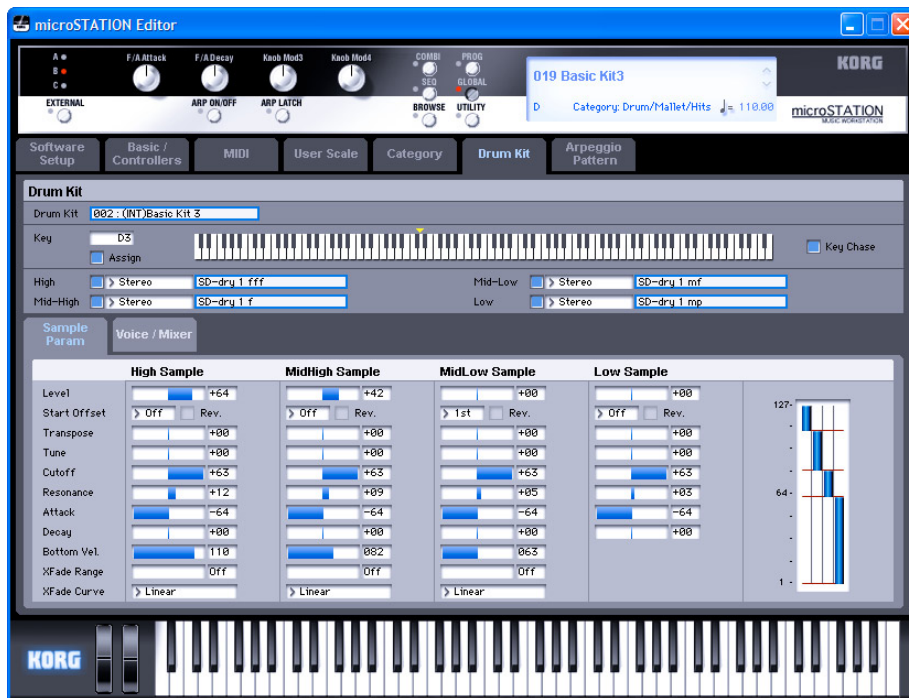 microSTATION Editor
A
B
C
EXTERNAL
F/A Attack F/A Decay Knob Mod3 Knob Mod4
ARP ON/OFF ARP LATCH
COMBI PROG
SEQ GLOBAL
BROWSE UTILITY
019 Basic Kit3
D Category: Drum/Mallet/Hits ♩= 110.00
KORG
microSTATION
MUSIC WORKSTATION
Software Setup
Basic / Controllers
MIDI
User Scale
Category
Drum Kit
Arpeggio Pattern
Drum Kit
Drum Kit 002 : (INT)Basic Kit 3
Key D3
Assign
Key Chase
High > Stereo SD-dry 1 fff Mid-Low > Stereo SD-dry 1 mf
Mid-High > Stereo SD-dry 1 f Low > Stereo SD-dry 1 mp
Sample Param
Voice / Mixer
High Sample MidHigh Sample MidLow Sample Low Sample
Level +64 +42 +00 +00
Start Offset > Off Rev. > Off Rev. > 1st Rev. > Off Rev.
Transpose +00 +00 +00 +00
Tune +00 +00 +00 +00
Cutoff +63 +63 +63 +63
Resonance +12 +09 +05 +03
Attack -64 -64 -64 -64
Decay +00 +00 +00 +00
Bottom Vel. 110 082 063
XFade Range Off Off Off
XFade Curve > Linear > Linear > Linear
127-
64 -
1 -
KORG